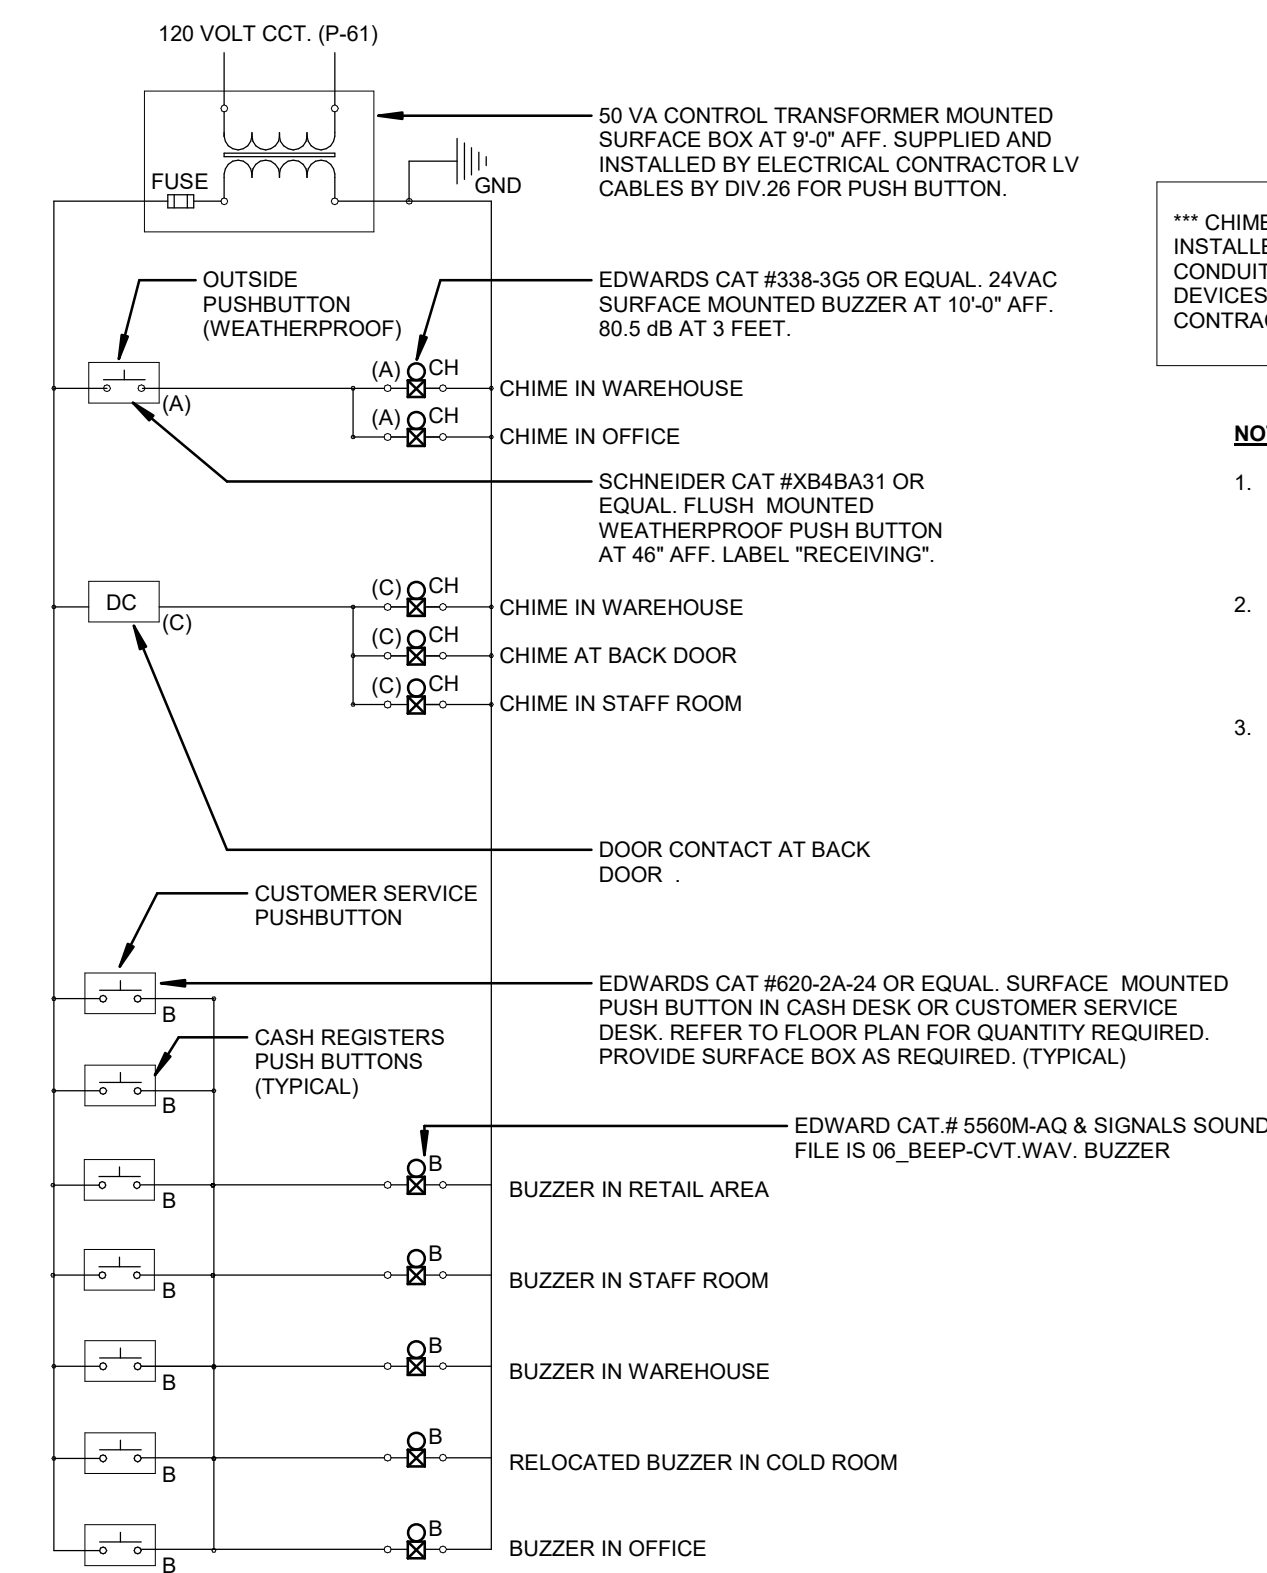 120 VOLT CCT. (P-61)
50 VA CONTROL TRANSFORMER MOUNTED
SURFACE BOX AT 9'-0" AFF. SUPPLIED AND
INSTALLED BY ELECTRICAL CONTRACTOR LV
CABLES BY DIV.26 FOR PUSH BUTTON.
FUSE
GND
*** CHIME
INSTALLE
CONDUIT
DEVICES
CONTRAC
OUTSIDE
PUSHBUTTON
(WEATHERPROOF)
EDWARDS CAT #338-3G5 OR EQUAL. 24VAC
SURFACE MOUNTED BUZZER AT 10'-0" AFF.
80.5 dB AT 3 FEET.
(A)
(A) CH
CHIME IN WAREHOUSE
(A) CH
CHIME IN OFFICE
NOT
1.
2.
3.
SCHNEIDER CAT #XB4BA31 OR
EQUAL. FLUSH MOUNTED
WEATHERPROOF PUSH BUTTON
AT 46" AFF. LABEL "RECEIVING".
DC
(C)
(C) CH
CHIME IN WAREHOUSE
(C) CH
CHIME AT BACK DOOR
(C) CH
CHIME IN STAFF ROOM
DOOR CONTACT AT BACK
DOOR .
CUSTOMER SERVICE
PUSHBUTTON
B
EDWARDS CAT #620-2A-24 OR EQUAL. SURFACE MOUNTED
PUSH BUTTON IN CASH DESK OR CUSTOMER SERVICE
DESK. REFER TO FLOOR PLAN FOR QUANTITY REQUIRED.
PROVIDE SURFACE BOX AS REQUIRED. (TYPICAL)
CASH REGISTERS
PUSH BUTTONS
(TYPICAL)
B
EDWARD CAT.# 5560M-AQ & SIGNALS SOUND
FILE IS 06_BEEP-CVT.WAV. BUZZER
B
B
BUZZER IN RETAIL AREA
B
B
BUZZER IN STAFF ROOM
B
B
BUZZER IN WAREHOUSE
B
B
RELOCATED BUZZER IN COLD ROOM
B
B
BUZZER IN OFFICE